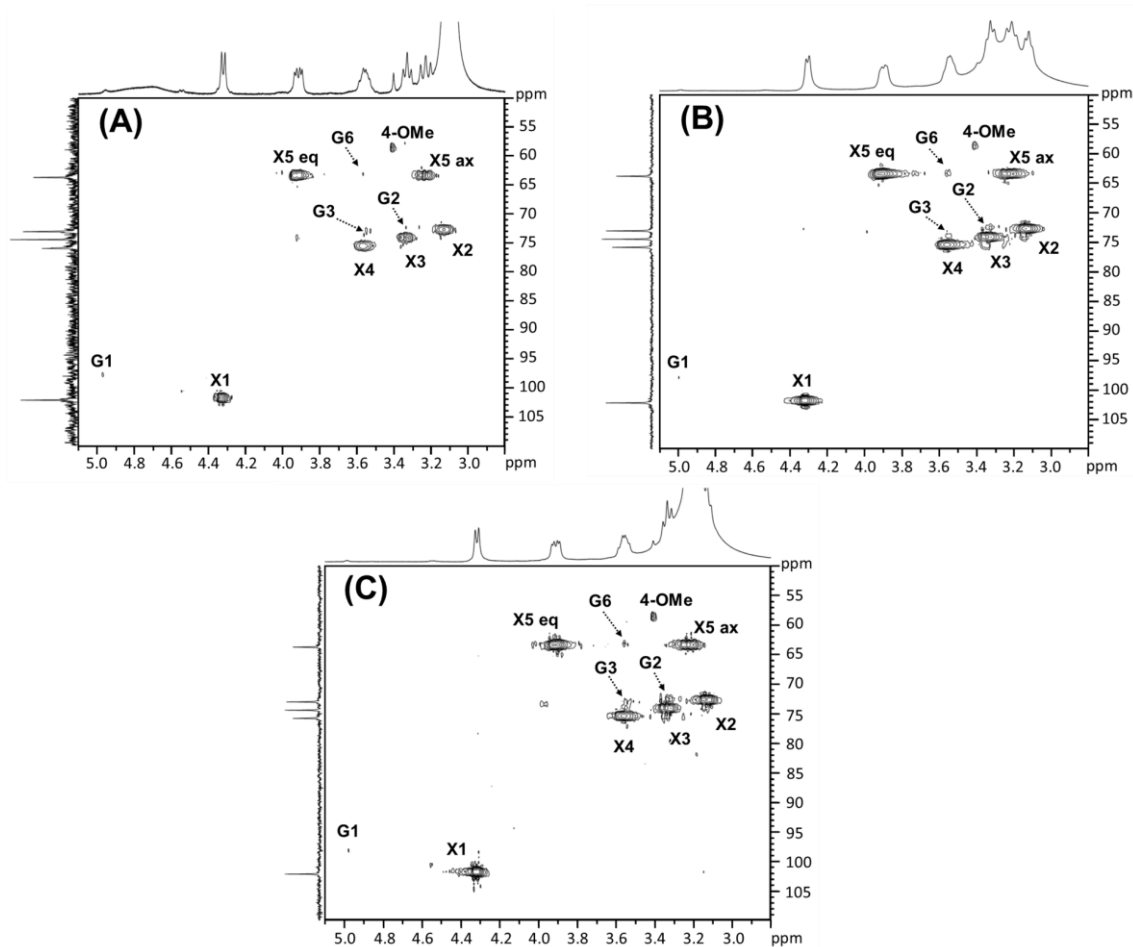 ppm
(A)
50
55
G6
4-OMe
X5 eq
X5 ax
60
65
G3
G2
70
75
X4
X3
X2
80
85
90
95
G1
X1
100
105
5.0 4.8 4.6 4.4 4.2 4.0 3.8 3.6 3.4 3.2 3.0 ppm
ppm
(B)
50
55
G6
4-OMe
X5 eq
X5 ax
60
65
G3
G2
70
75
X4
X3
X2
80
85
90
95
G1
X1
100
105
5.0 4.8 4.6 4.4 4.2 4.0 3.8 3.6 3.4 3.2 3.0 ppm
ppm
(C)
55
G6
4-OMe
X5 eq
X5 ax
60
65
G3
G2
70
75
X4
X3
X2
80
85
90
95
G1
X1
100
105
5.0 4.8 4.6 4.4 4.2 4.0 3.8 3.6 3.4 3.2 3.0 ppm